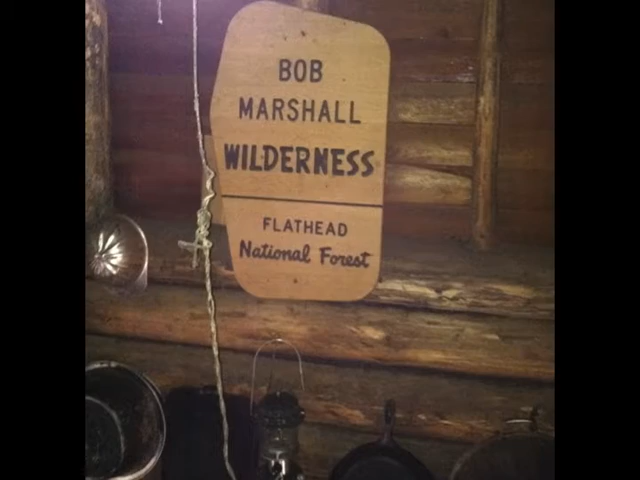 BOB
MARSHALL
WILDERNESS
FLATHEAD
National Forest